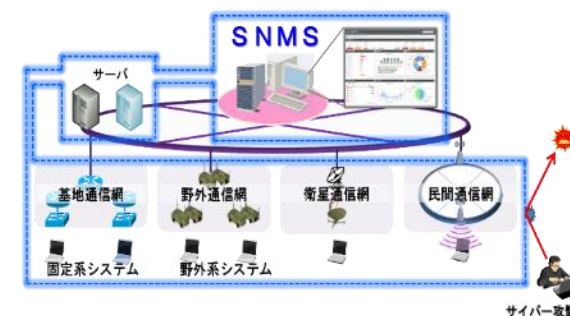 SNMS
サーバ
基地通信網
野外通信網
衛星通信網
民間通信網
固定系システム
野外系システム
サイバー攻撃